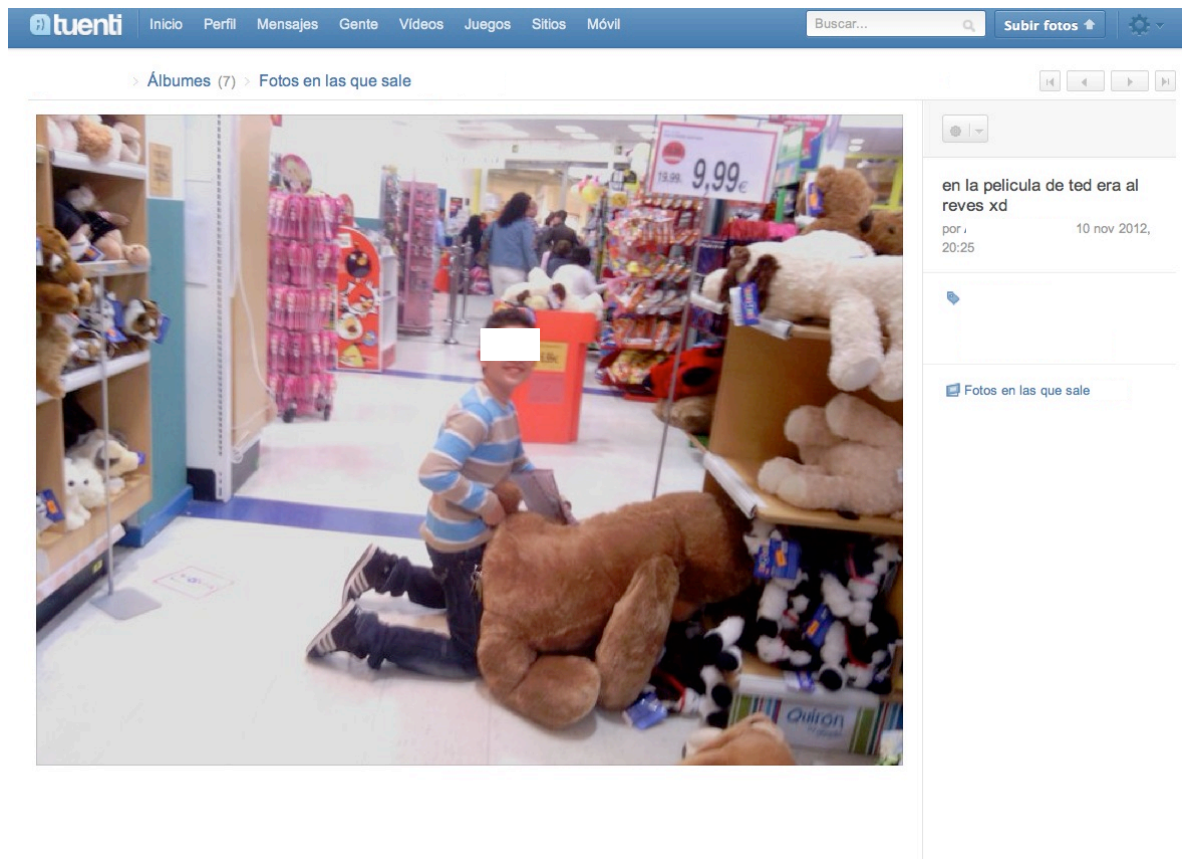 tuenti Inicio Perfil Mensajes Gente Vídeos Juegos Sitios Móvil Buscar... Subir fotos
Álbumes (7) Fotos en las que sale
19,99 9,99€
en la pelicula de ted era al
reves xd
por 10 nov 2012,
20:25
Fotos en las que sale
Quirón